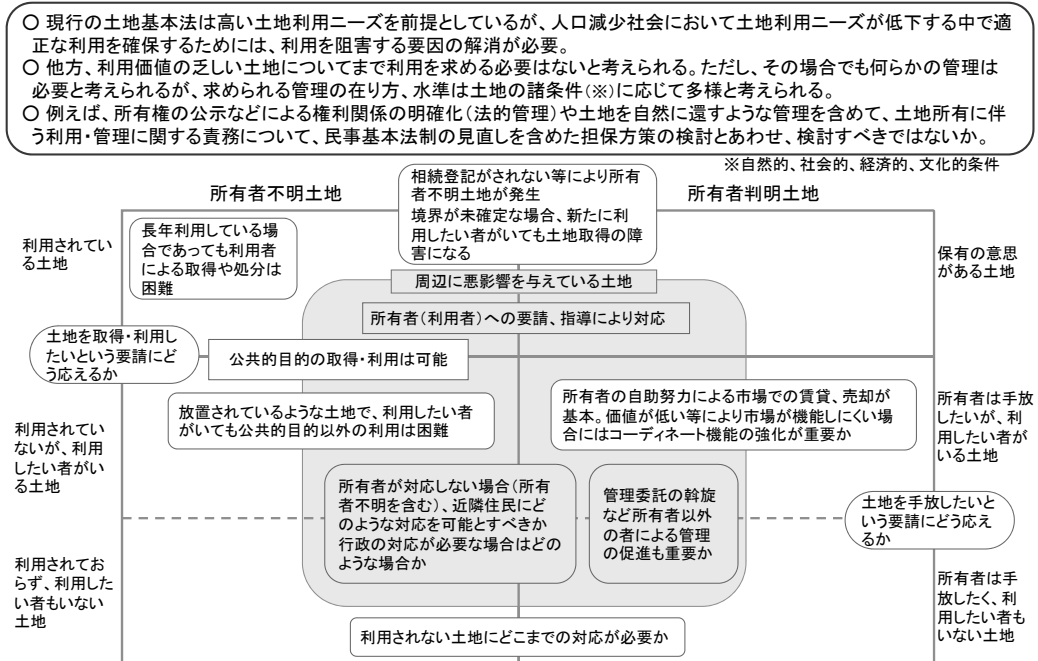 ○ 現行の土地基本法は高い土地利用ニーズを前提としているが、人口減少社会において土地利用ニーズが低下する中で適
正な利用を確保するためには、利用を阻害する要因の解消が必要。
○ 他方、利用価値の乏しい土地についてまで利用を求める必要はないと考えられる。ただし、その場合でも何らかの管理は
必要と考えられるが、求められる管理の在り方、水準は土地の諸条件(※)に応じて多様と考えられる。
○ 例えば、所有権の公示などによる権利関係の明確化(法的管理)や土地を自然に還すような管理を含めて、土地所有に伴
う利用・管理に関する責務について、民事基本法制の見直しを含めた担保方策の検討とあわせ、検討すべきではないか。
※自然的、社会的、経済的、文化的条件
所有者不明土地
相続登記がされない等により所有
者不明土地が発生
境界が未確定な場合、新たに利
用したい者がいても土地取得の障
害になる
所有者判明土地
利用されてい
る土地
長年利用している場
合であっても利用者
による取得や処分は
困難
保有の意思
がある土地
周辺に悪影響を与えている土地
所有者(利用者)への要請、指導により対応
土地を取得・利用し
たいという要請にど
う応えるか
公共的目的の取得・利用は可能
放置されているような土地で、利用したい者
がいても公共的目的以外の利用は困難
所有者の自助努力による市場での賃貸、売却が
基本。価値が低い等により市場が機能しにくい場
合にはコーディネート機能の強化が重要か
利用されてい
ないが、利用
したい者がい
る土地
所有者は手放
したいが、利
用したい者が
いる土地
所有者が対応しない場合(所有
者不明を含む)、近隣住民にど
のような対応を可能とすべきか
行政の対応が必要な場合はどの
ような場合か
管理委託の斡旋
など所有者以外
の者による管理
の促進も重要か
土地を手放したいと
いう要請にどう応え
るか
利用されてお
らず、利用した
い者もいない
土地
所有者は手
放したく、利
用したい者も
いない土地
利用されない土地にどこまでの対応が必要か